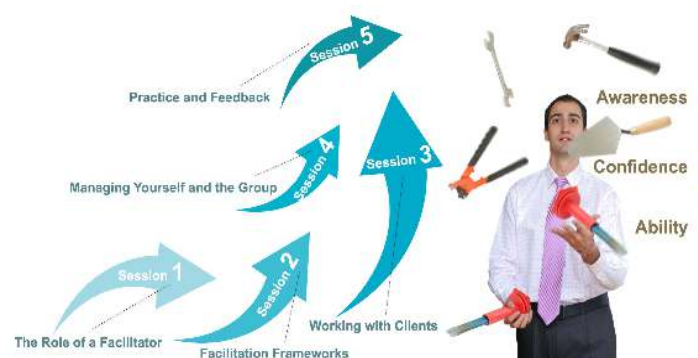 Session 5
Practice and Feedback
Awareness
Session 4
Session 3
Confidence
Managing Yourself and the Group
Ability
Session 1
Session 2
The Role of a Facilitator
Facilitation Frameworks
Working with Clients